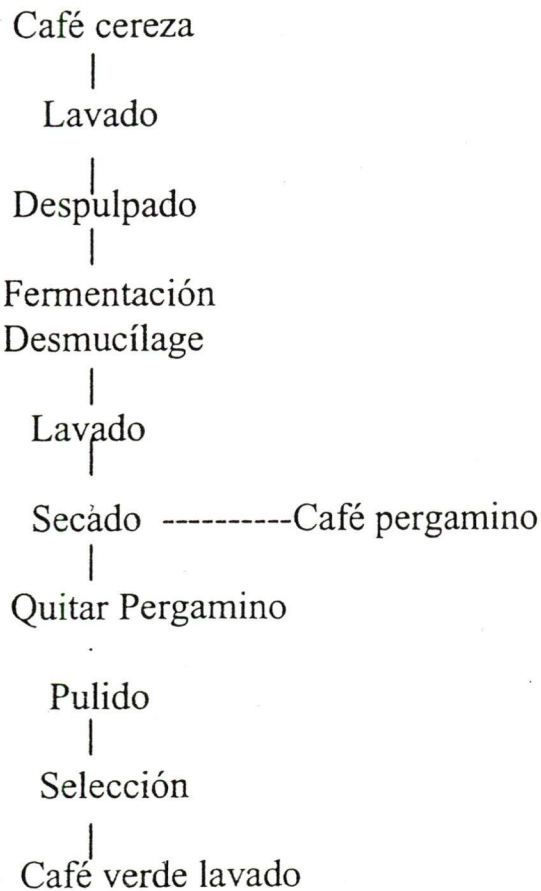 Café cereza
Lavado
Despulpado
Fermentación
Desmucílage
Lavado
Secado ----------Café pergamino
Quitar Pergamino
Pulido
Selección
Café verde lavado